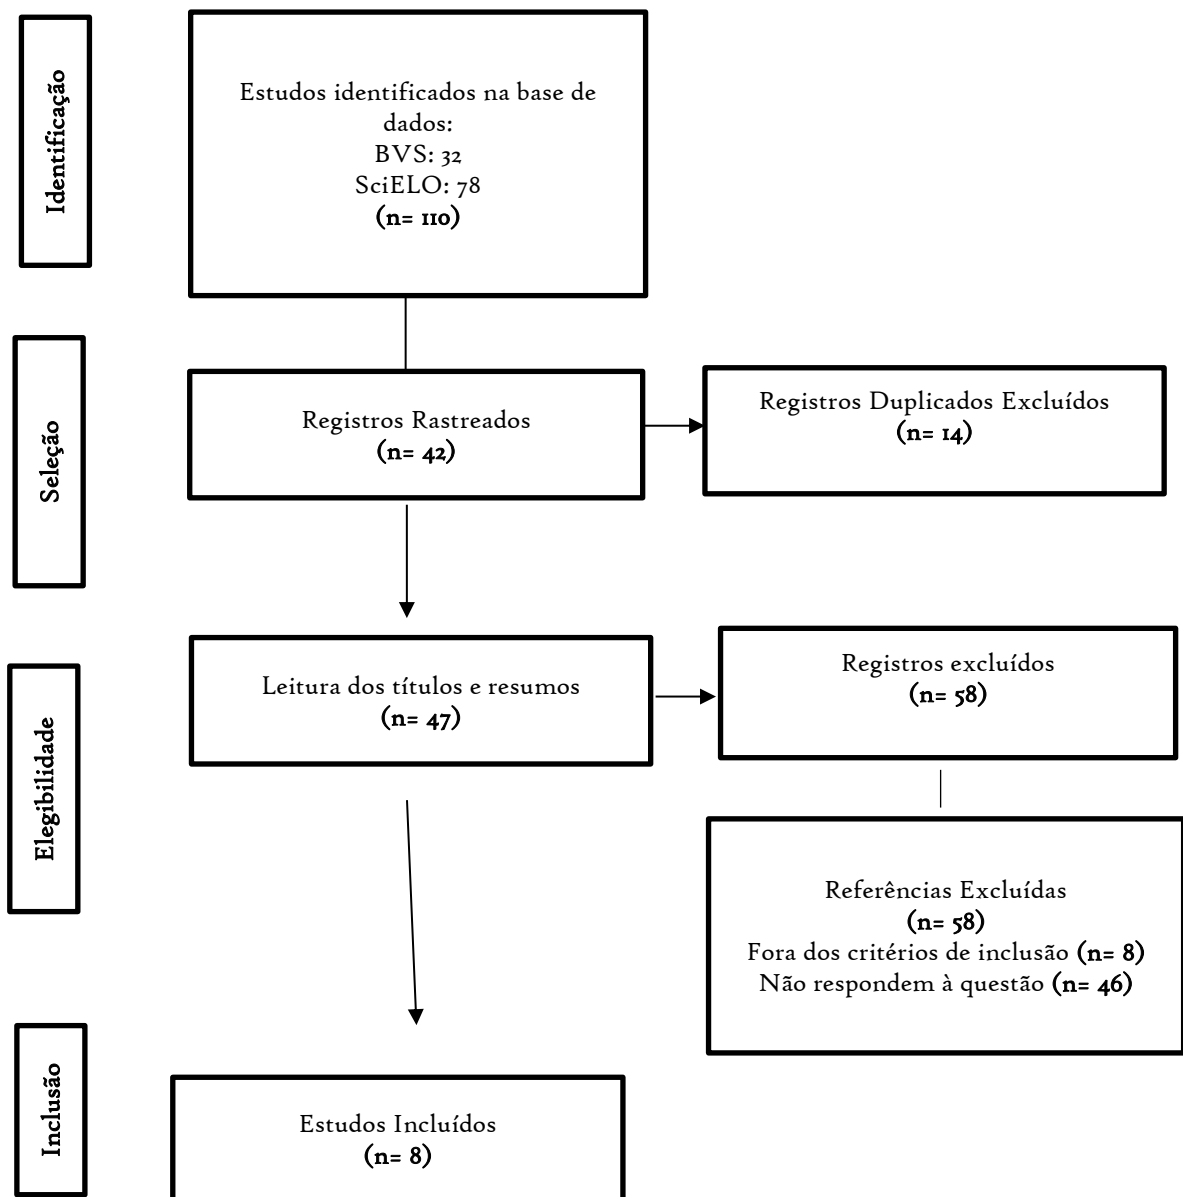 Identificação
Estudos identificados na base de
dados:
BVS: 32
SciELO: 78
(n= 110)
Seleção
Registros Rastreados
(n= 42)
Registros Duplicados Excluídos
(n= 14)
Elegibilidade
Leitura dos títulos e resumos
(n= 47)
Registros excluídos
(n= 58)
Referências Excluídas
(n= 58)
Fora dos critérios de inclusão (n= 8)
Não respondem à questão (n= 46)
Inclusão
Estudos Incluídos
(n= 8)